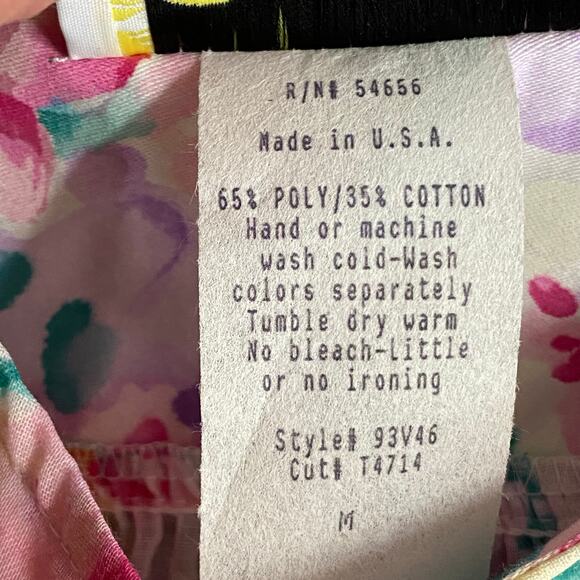 R/N# 54656
Made in U.S.A.
65% POLY/35% COTTON
Hand or machine
wash cold-Wash
colors separately
Tumble dry warm
No bleach-Little
or no ironing
Style# 93V46
Cut# T4714
M